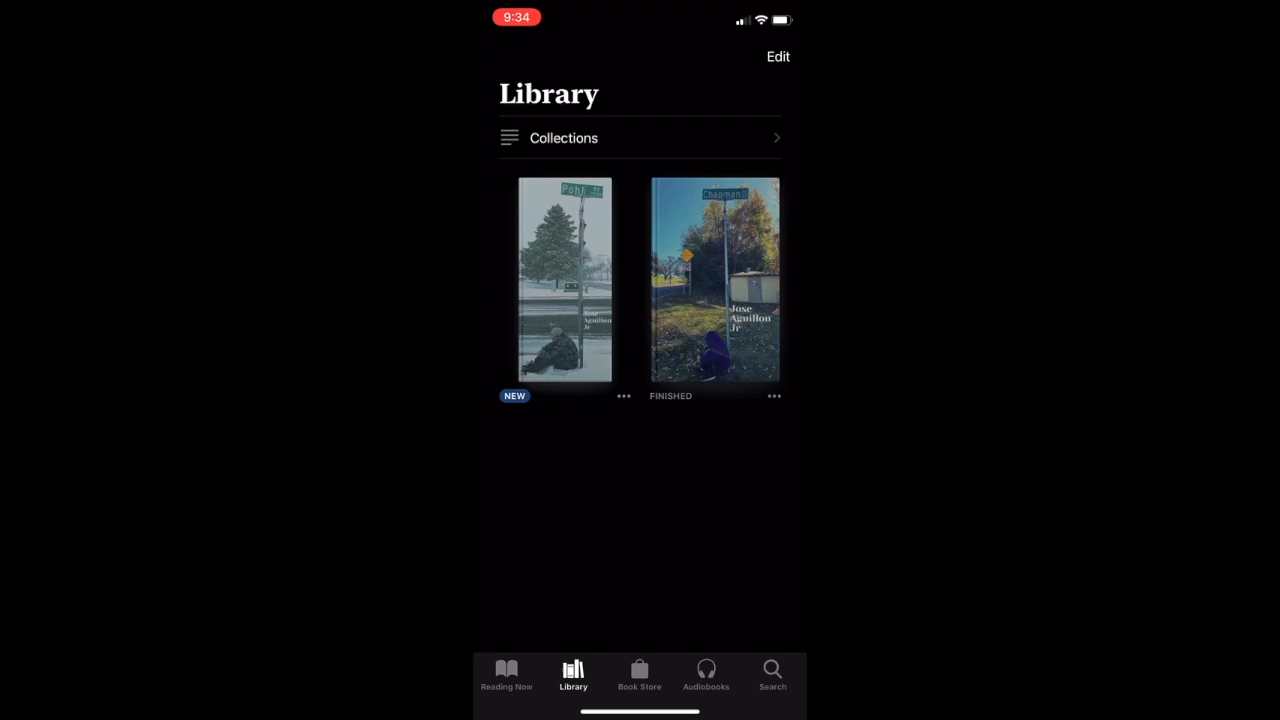 9:34
Edit
Library
Collections
Pohl
Chapman
Jose
Aguillon
Jr
Jose
Aguillon
Jr
NEW
FINISHED
Reading Now
Library
Book Store
Audiobooks
Search